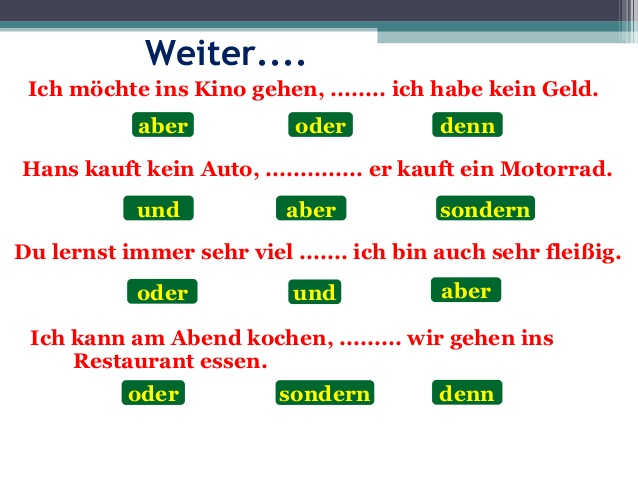 Weiter....
Ich möchte ins Kino gehen, ........ ich habe kein Geld.
aber oder denn
Hans kauft kein Auto, .............. er kauft ein Motorrad.
und aber sondern
Du lernst immer sehr viel ....... ich bin auch sehr fleißig.
oder und aber
Ich kann am Abend kochen, ......... wir gehen ins
Restaurant essen.
oder sondern denn